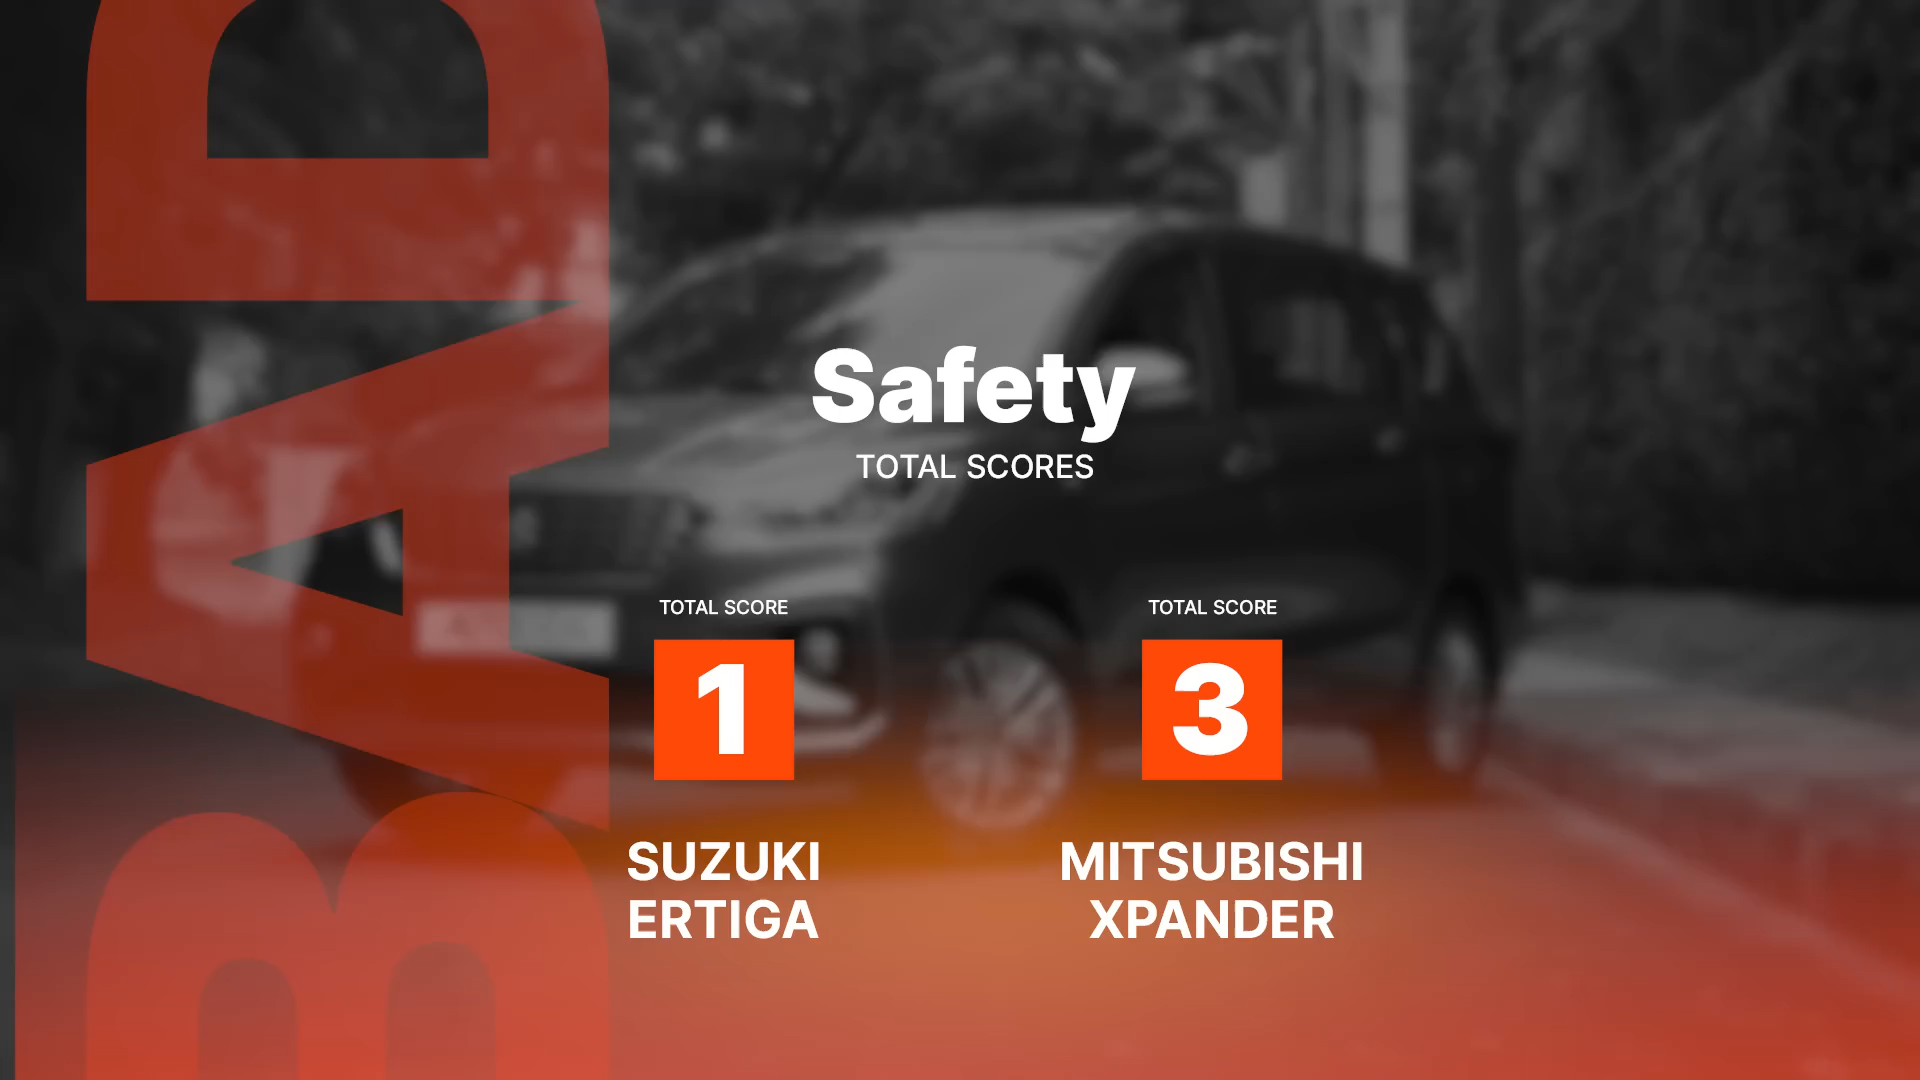 BAD
Safety
TOTAL SCORES
TOTAL SCORE
1
SUZUKI
ERTIGA
TOTAL SCORE
3
MITSUBISHI
XPANDER